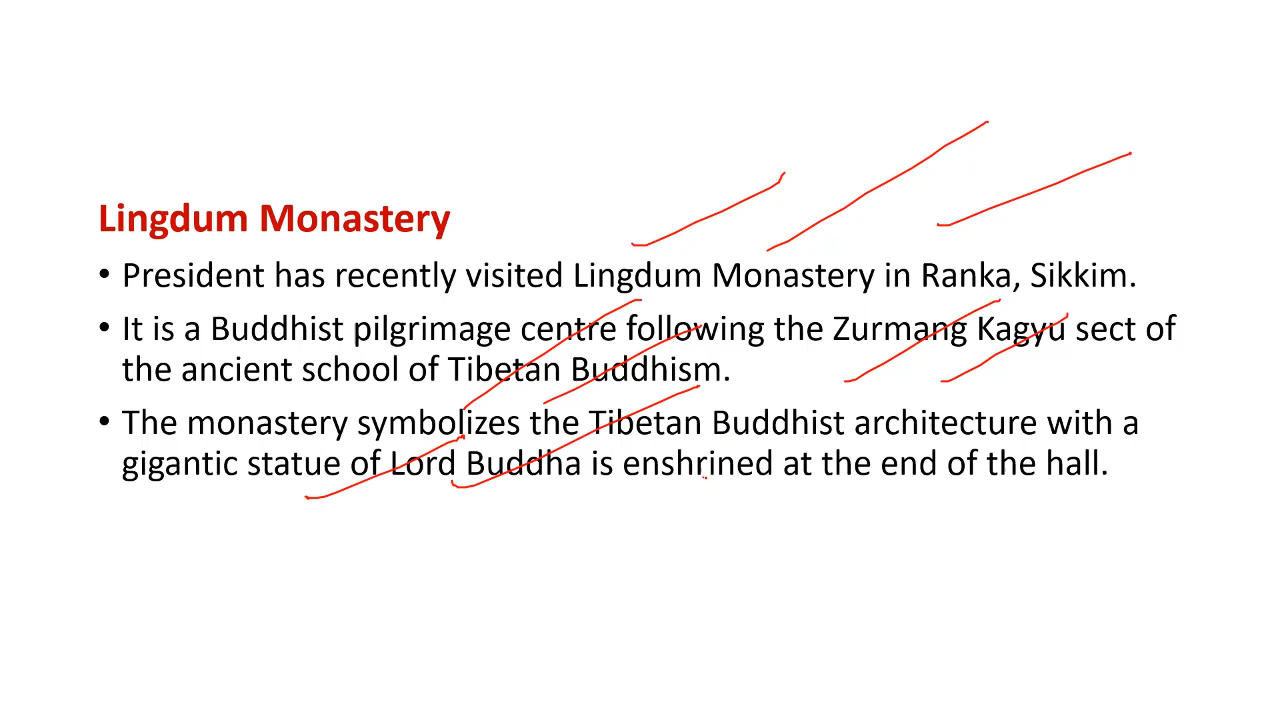 Lingdum Monastery
• President has recently visited Lingdum Monastery in Ranka, Sikkim.
• It is a Buddhist pilgrimage centre following the Zurmang Kagyu sect of
the ancient school of Tibetan Buddhism.
• The monastery symbolizes the Tibetan Buddhist architecture with a
gigantic statue of Lord Buddha is enshrined at the end of the hall.